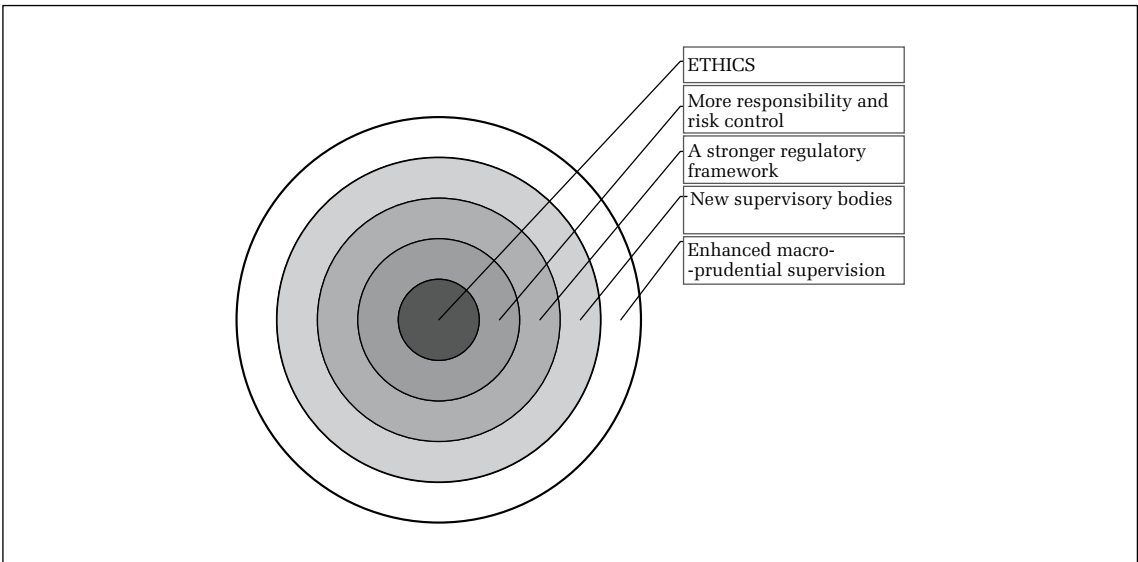 ETHICS
More responsibility and
risk control
A stronger regulatory
framework
New supervisory bodies
Enhanced macro-
-prudential supervision